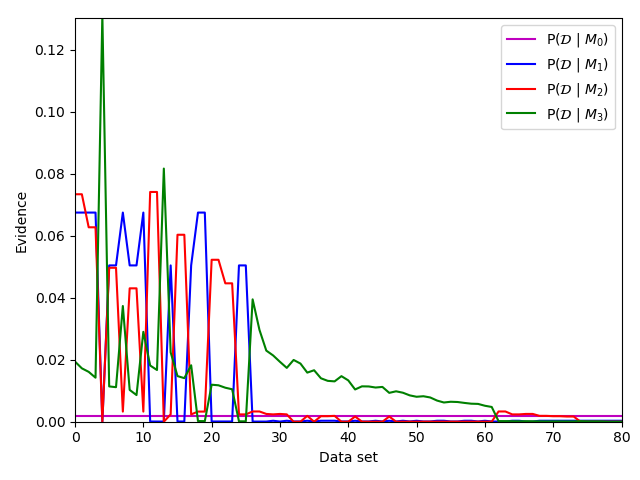 P(𝒟 | M₀)
P(𝒟 | M₁)
P(𝒟 | M₂)
P(𝒟 | M₃)
0.12
0.10
0.08
0.06
0.04
0.02
0.00
Evidence
0 10 20 30 40 50 60 70 80
Data set